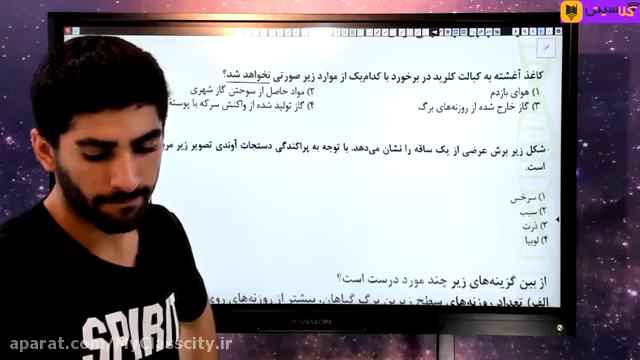 کلاسیتی
کاغذ آغشته به کبالت کلرید در برخورد با کدام‌یک از موارد زیر صورتی نخواهد شد؟
۱) هوای بازدم
۲) مواد حاصل از سوختن گاز شهری
۳) گاز خارج شده از روزنه‌های برگ
۴) گاز تولید شده از واکنش سرکه با پوستهٔ
شکل زیر برش عرضی از یک ساقه را نشان می‌دهد. با توجه به پراکندگی دستجات آوندی تصویر زیر
است.
۱) سرخس
۲) سیب
۳) ذرت
۴) لوبیا
از بین گزینه‌های زیر چند مورد درست است؟
الف) تعداد روزنه‌های سطح زیرین برگ گیاهان، بیشتر از روزنه‌های روی
X.VISION
SPIRIT
aparat.com/MyClasscity.ir